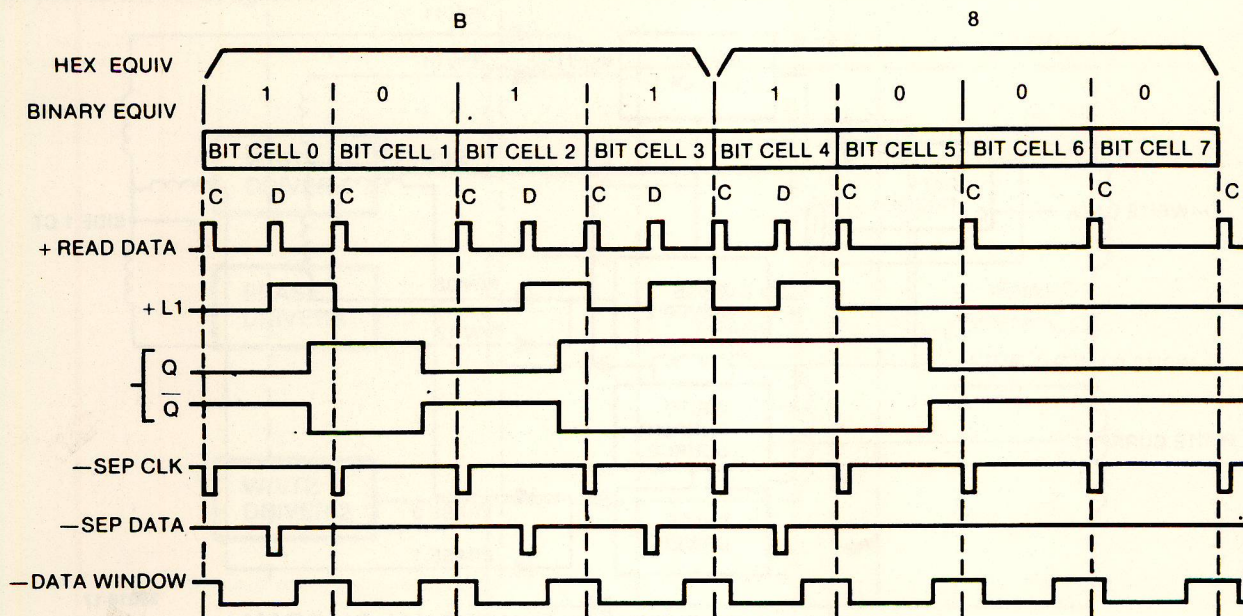 B 8
HEX EQUIV
1 0 1 1 1 0 0 0
BINARY EQUIV
BIT CELL 0 BIT CELL 1 BIT CELL 2 BIT CELL 3 BIT CELL 4 BIT CELL 5 BIT CELL 6 BIT CELL 7
C D C C D C D C D C C C C
+ READ DATA
+ L1
Q
Q̅
—SEP CLK
—SEP DATA
—DATA WINDOW